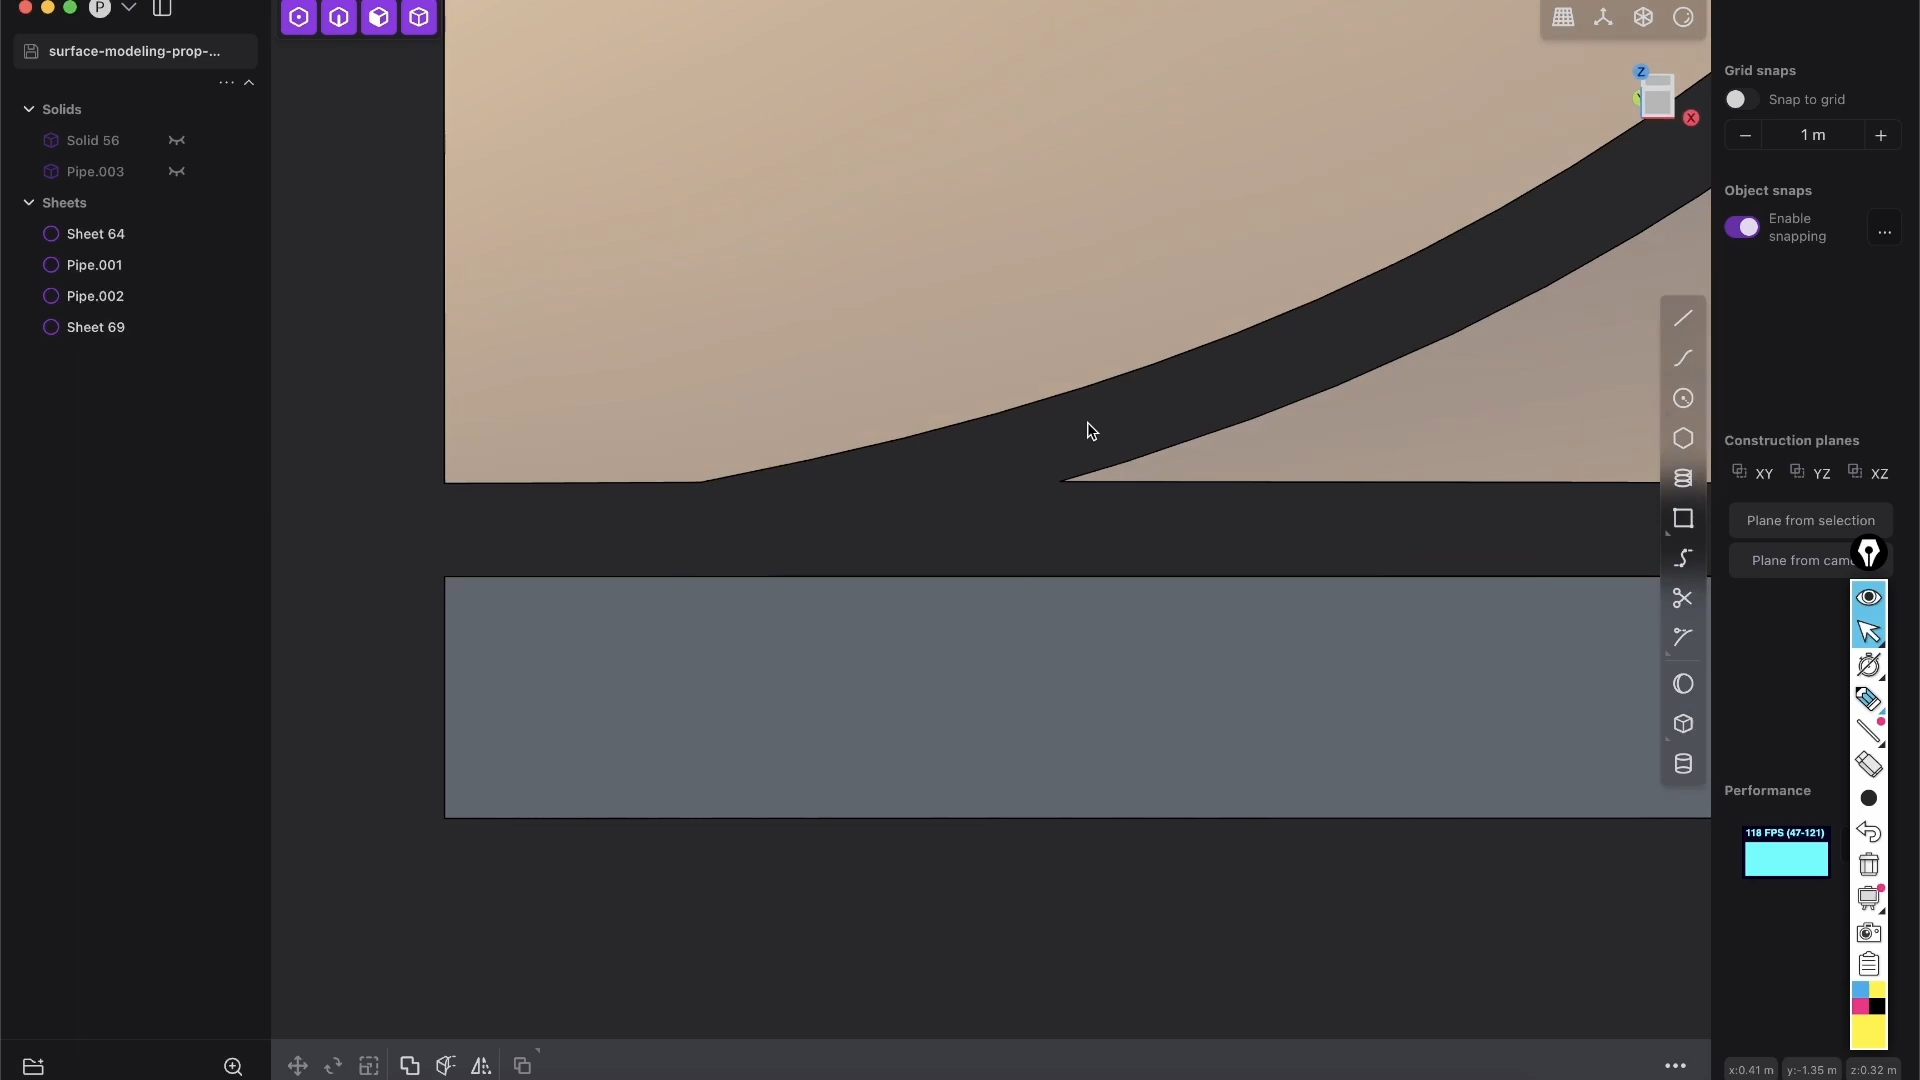 P
surface-modeling-prop-...
Solids
Solid 56
Pipe.003
Sheets
Sheet 64
Pipe.001
Pipe.002
Sheet 69
Z
X
Grid snaps
Snap to grid
1 m
Object snaps
Enable
snapping
...
Construction planes
XY
YZ
XZ
Plane from selection
Plane from cam
Performance
118 FPS (47-121)
x:0.41 m
y:-1.35 m
z:0.32 m